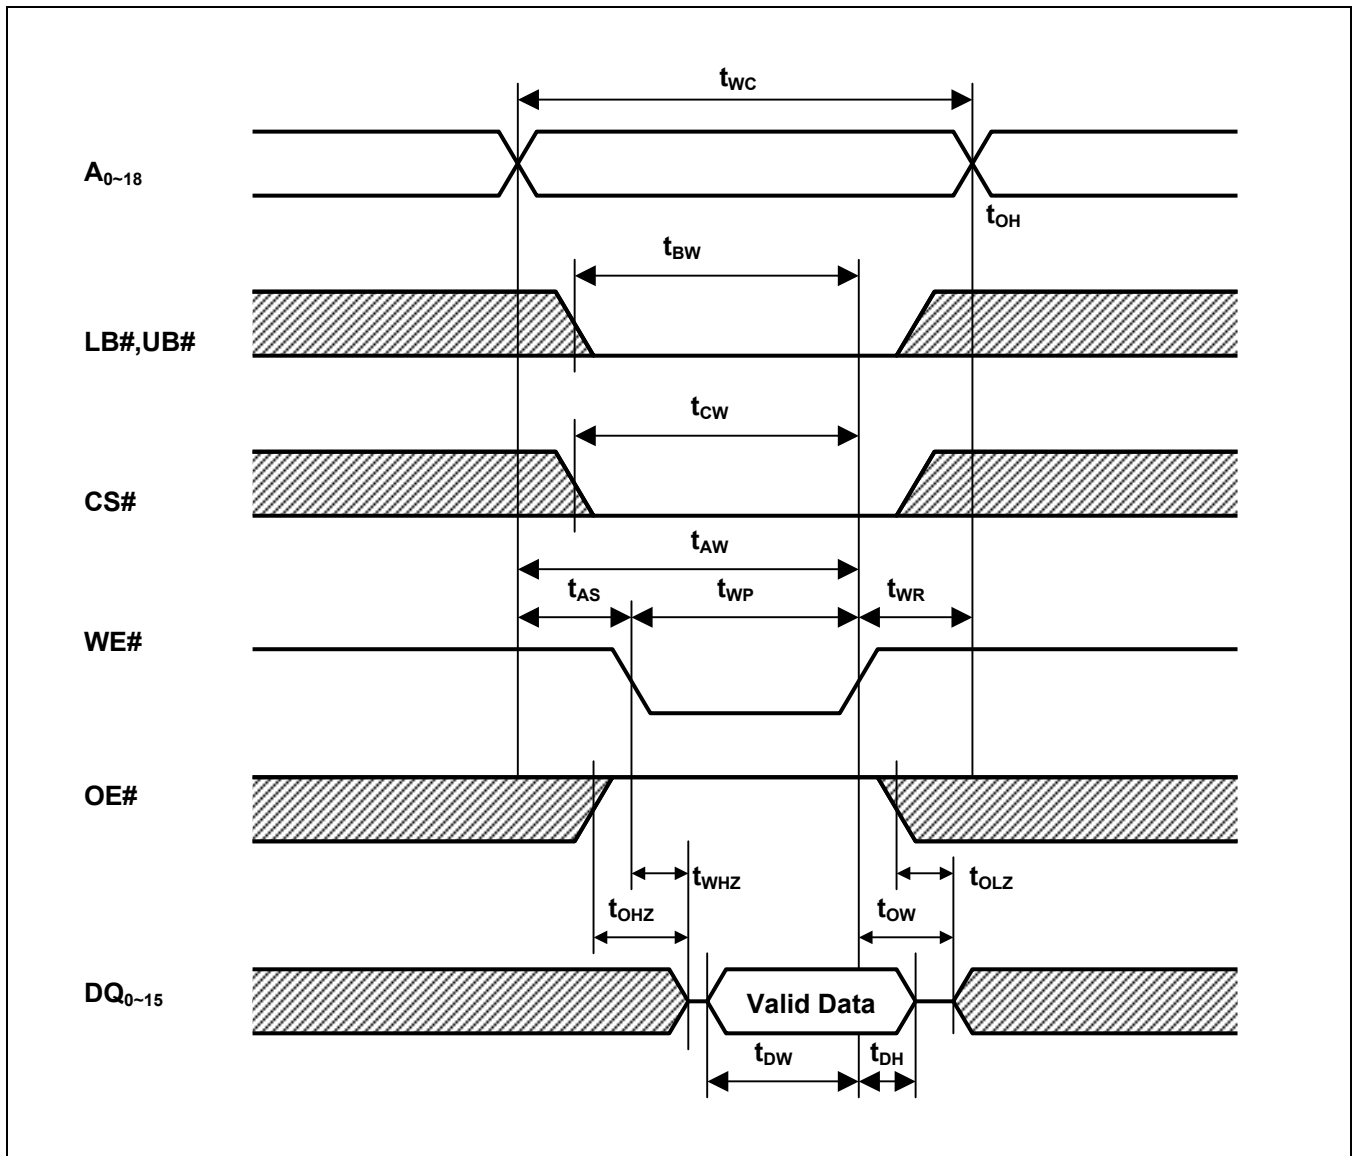 tWC
A0~18
tOH
tBW
LB#,UB#
tCW
CS#
tAW
tAS
tWP
tWR
WE#
OE#
tWHZ
tOLZ
tOHZ
tOW
DQ0~15
Valid Data
tDW
tDH